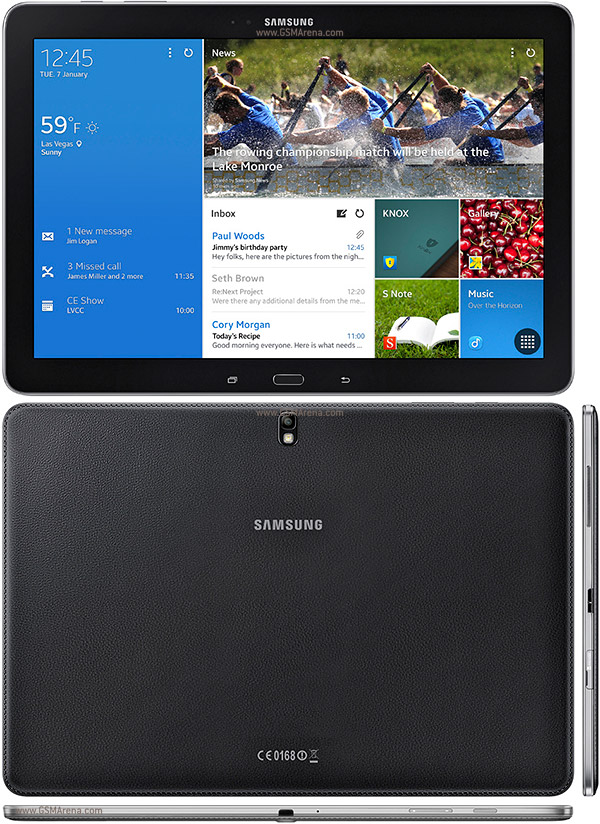 SAMSUNG
www.GSMArena.com
12:45
TUE. 7 January
59°F
Las Vegas
Sunny
1 New message
Jim Logan
3 Missed call
James Miller and 2 more 11:35
CE Show
LVCC 10:00
News
The rowing championship match will be held at the
Lake Monroe
Shared by Samsung News
Inbox
Paul Woods
Jimmy's birthday party 12:45
Hey folks, here are the pictures from the nigh...
Seth Brown
Re:Next Project 12:20
Were there any additional details from the me...
Cory Morgan
Today's Recipe 11:00
Good morning everyone. Here is what needs ...
KNOX
Gallery
S Note
S
Music
Over the Horizon
www.GSMArena.com
SAMSUNG
CE0168
www.GSMArena.com